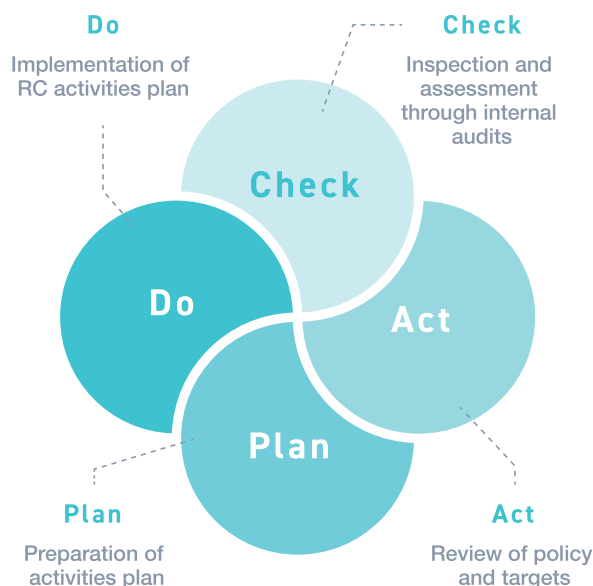 Do
Implementation of
RC activities plan
Check
Inspection and
assessment
through internal
audits
Check
Do
Act
Plan
Plan
Preparation of
activities plan
Act
Review of policy
and targets